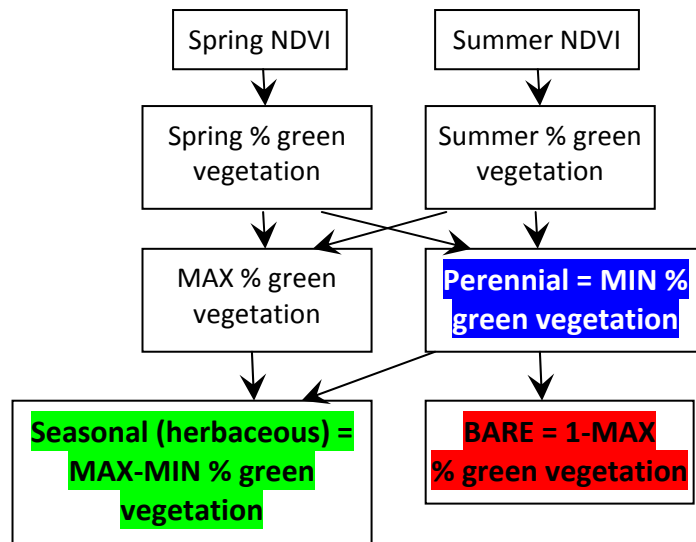 Spring NDVI
Summer NDVI
Spring % green
vegetation
Summer % green
vegetation
MAX % green
vegetation
Perennial = MIN %
green vegetation
Seasonal (herbaceous) =
MAX-MIN % green
vegetation
BARE = 1-MAX
% green vegetation